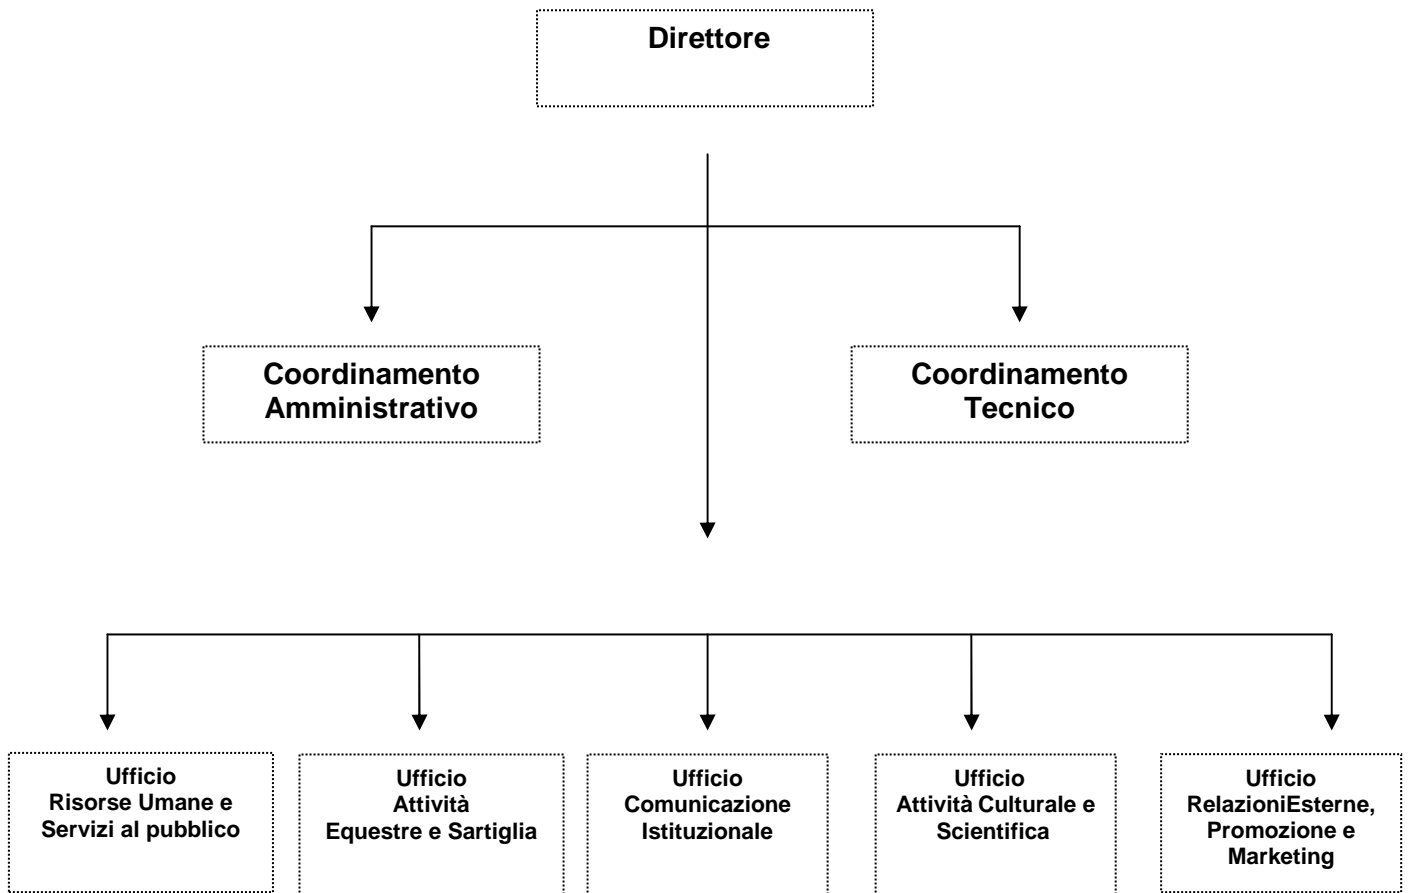 Direttore
Coordinamento
Amministrativo
Coordinamento
Tecnico
Ufficio
Risorse Umane e
Servizi al pubblico
Ufficio
Attività
Equestre e Sartiglia
Ufficio
Comunicazione
Istituzionale
Ufficio
Attività Culturale e
Scientifica
Ufficio
RelazioniEsterne,
Promozione e
Marketing